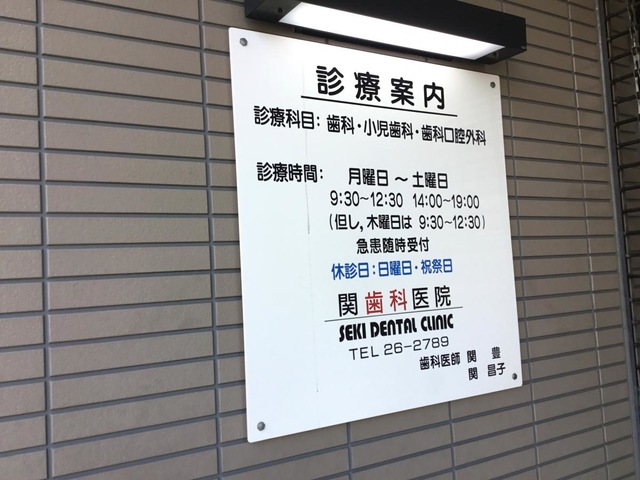 診療案内
診療科目：歯科・小児歯科・歯科口腔外科
診療時間： 月曜日 ～ 土曜日
9:30～12:30 14:00～19:00
(但し,木曜日は 9:30～12:30)
急患随時受付
休診日：日曜日・祝祭日
関歯科医院
SEKI DENTAL CLINIC
TEL 26-2789
歯科医師 関 豊
関 昌子